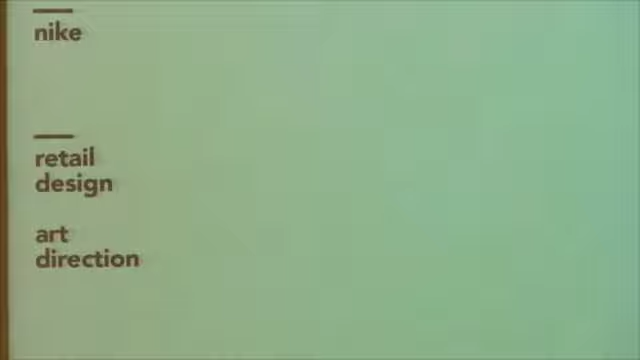 nike
retail
design
art
direction